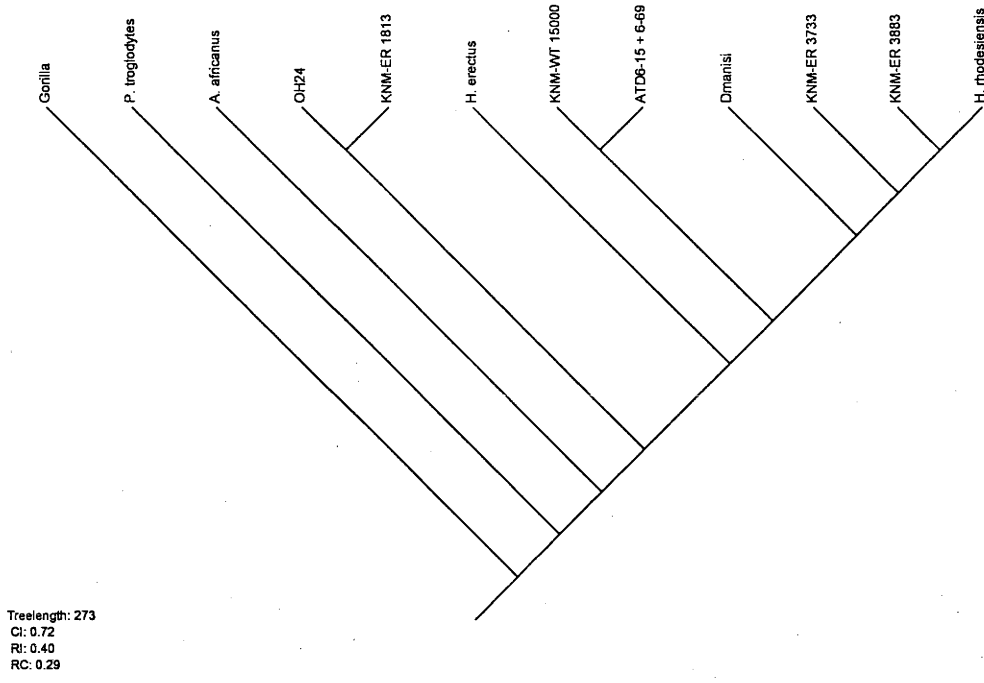 Gorilla
P. troglodytes
A. africanus
OH24
KNM-ER 1813
H. erectus
KNM-WT 15000
ATD6-15 + 6-69
Dmanisi
KNM-ER 3733
KNM-ER 3883
H. rhodesiensis
Treelength: 273
CI: 0.72
RI: 0.40
RC: 0.29